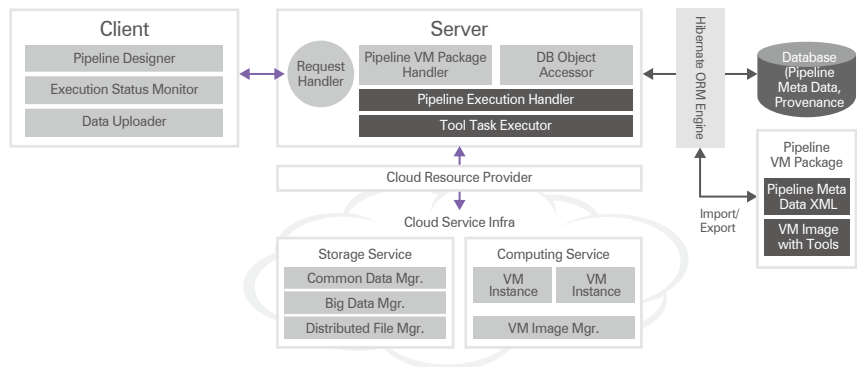 Client
Pipeline Designer
Execution Status Monitor
Data Uploader
Server
Request
Handler
Pipeline VM Package
Handler
DB Object
Accessor
Pipeline Execution Handler
Tool Task Executor
Hibernate ORM Engine
Database
(Pipeline
Meta Data,
Provenance
Pipeline
VM Package
Pipeline Meta
Data XML
VM Image
with Tools
Import/
Export
Cloud Resource Provider
Cloud Service Infra
Storage Service
Common Data Mgr.
Big Data Mgr.
Distributed File Mgr.
Computing Service
VM
Instance
VM
Instance
VM Image Mgr.